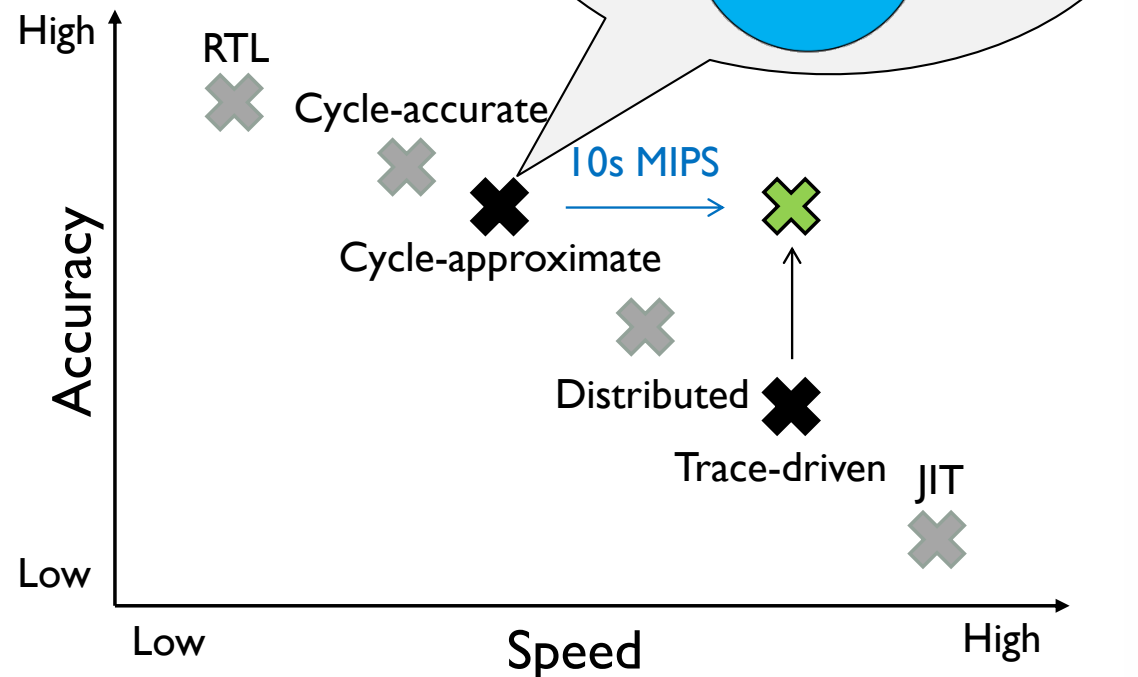 High
RTL
Cycle-accurate
10s MIPS
Cycle-approximate
Accuracy
Distributed
Trace-driven
JIT
Low
Low
Speed
High